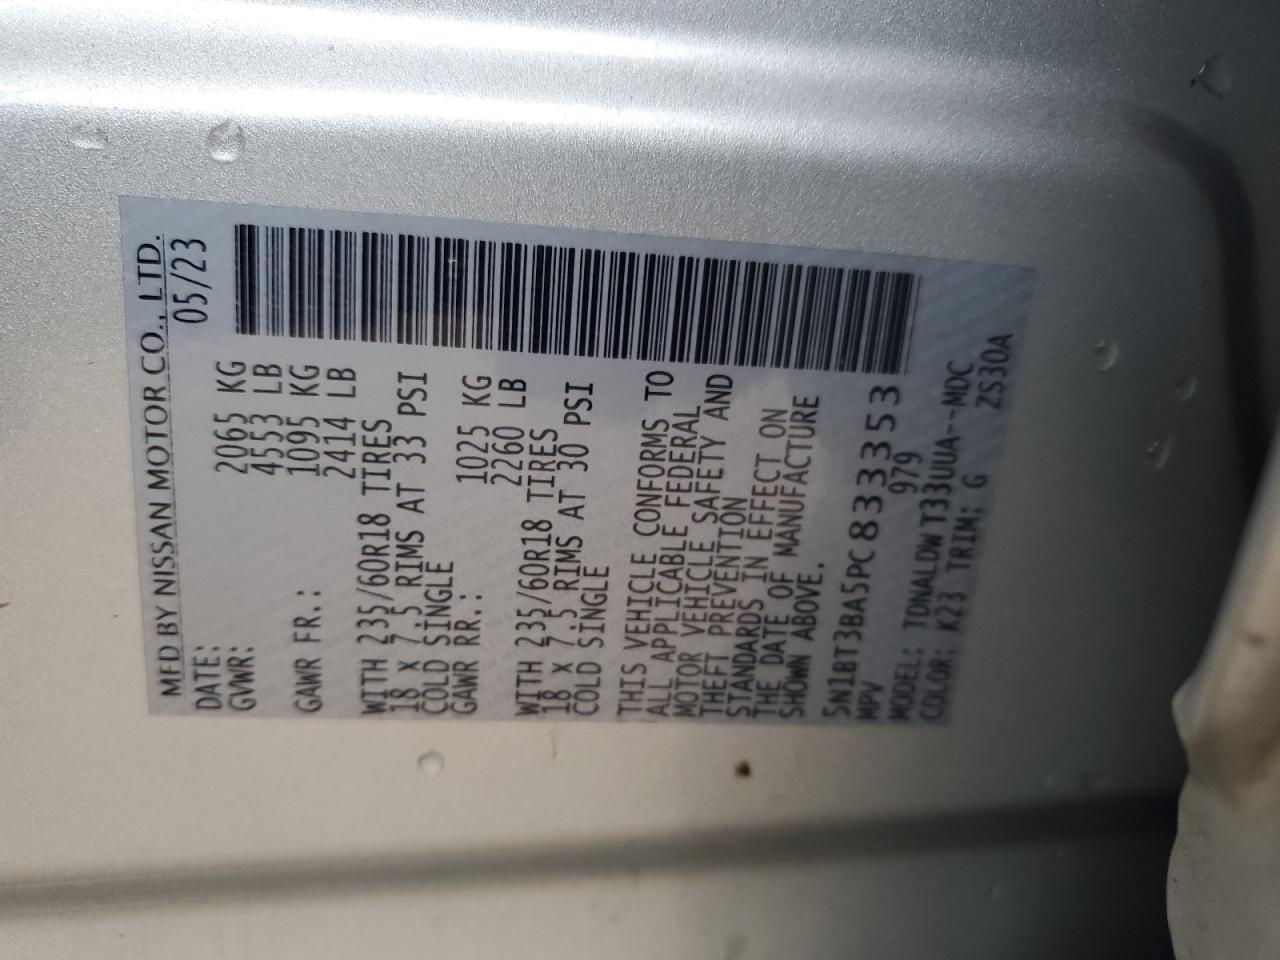 MFD BY NISSAN MOTOR CO., LTD.
DATE: 05/23
GVWR: 2065 KG
4553 LB
GAWR FR.: 1095 KG
2414 LB
WITH 235/60R18 TIRES
18 X 7.5 RIMS AT 33 PSI
COLD SINGLE
GAWR RR.: 1025 KG
2260 LB
WITH 235/60R18 TIRES
18 X 7.5 RIMS AT 30 PSI
COLD SINGLE
THIS VEHICLE CONFORMS TO
ALL APPLICABLE FEDERAL
MOTOR VEHICLE SAFETY AND
THEFT PREVENTION
STANDARDS IN EFFECT ON
THE DATE OF MANUFACTURE
SHOWN ABOVE.
5N1BT3BA5PC833353
MPV 979
MODEL: TDNALDWT33UUA--MDC
COLOR: K23 TRIM: G ZS30A